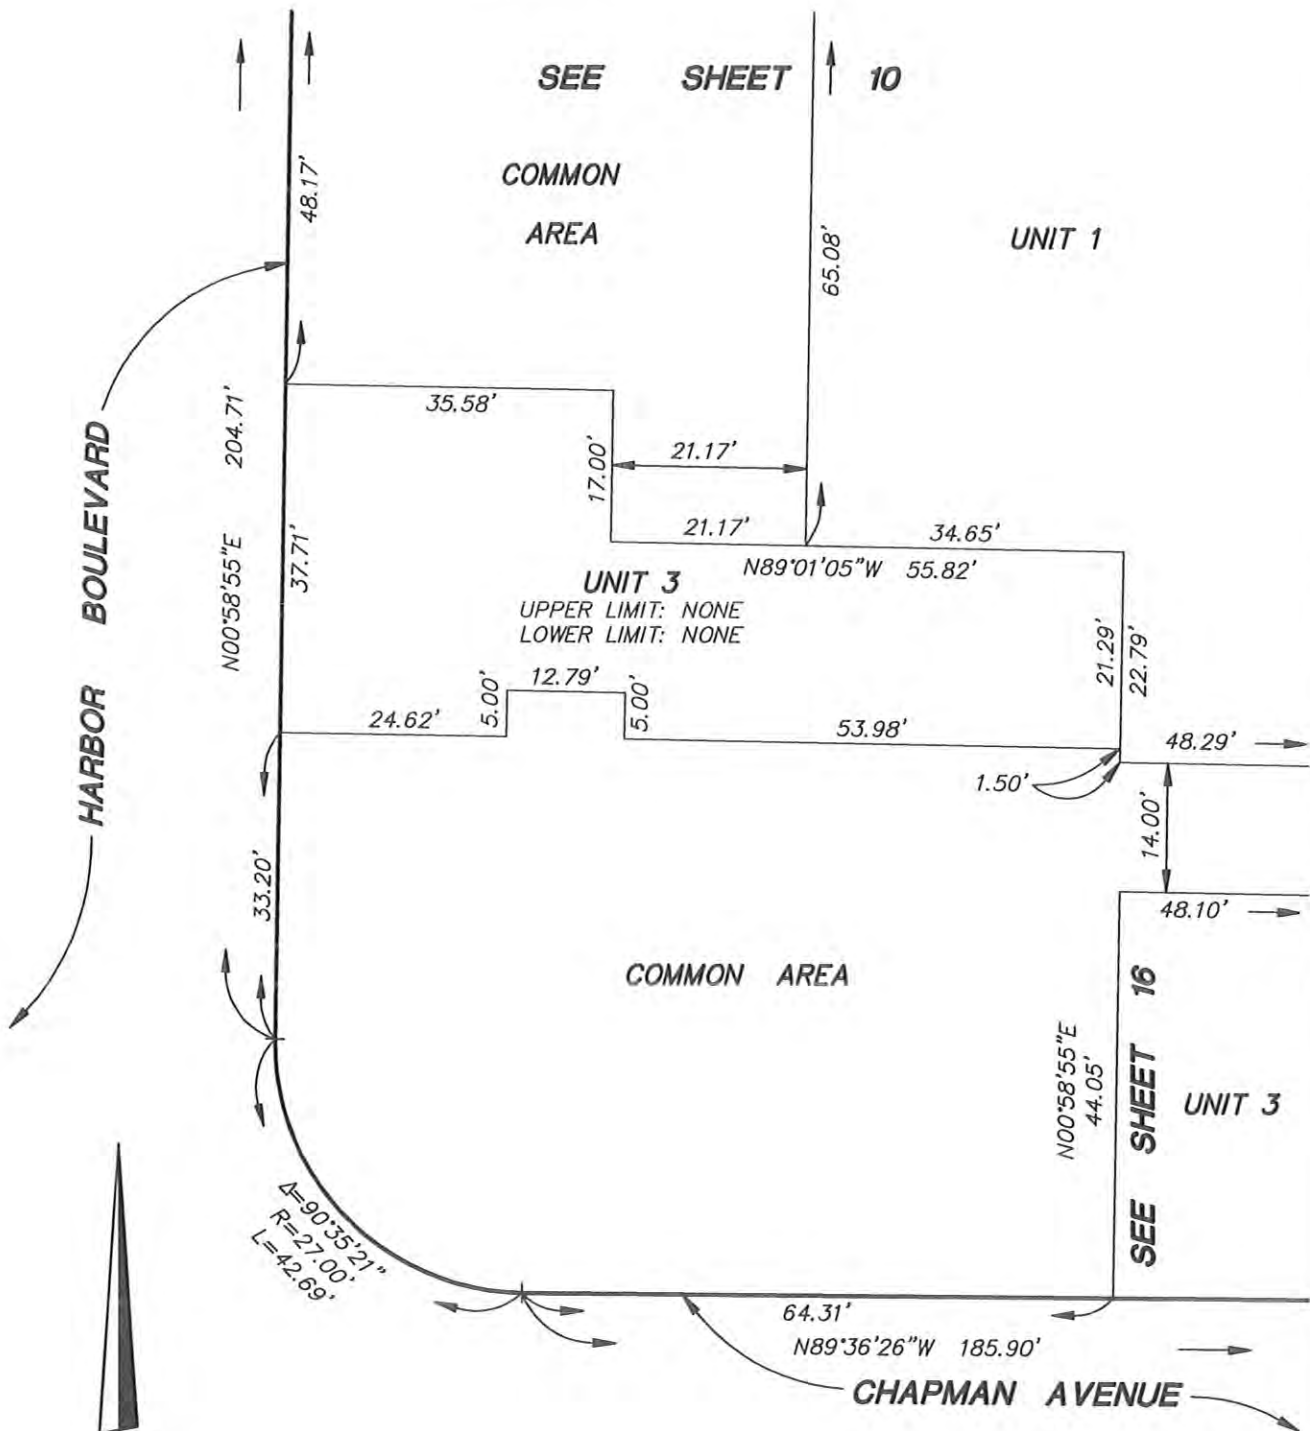 SEE SHEET 10
COMMON
AREA
UNIT 1
48.17'
65.08'
35.58'
17.00'
21.17'
21.17'
34.65'
N89°01'05"W 55.82'
HARBOR BOULEVARD
N00°58'55"E 204.71'
37.71'
UNIT 3
UPPER LIMIT: NONE
LOWER LIMIT: NONE
21.29'
22.79'
12.79'
5.00'
5.00'
24.62'
53.98'
48.29'
1.50'
14.00'
33.20'
48.10'
COMMON AREA
N00°58'55"E
44.05'
SEE SHEET 16
UNIT 3
Δ=90°35'21"
R=27.00'
L=42.69'
64.31'
N89°36'26"W 185.90'
CHAPMAN AVENUE